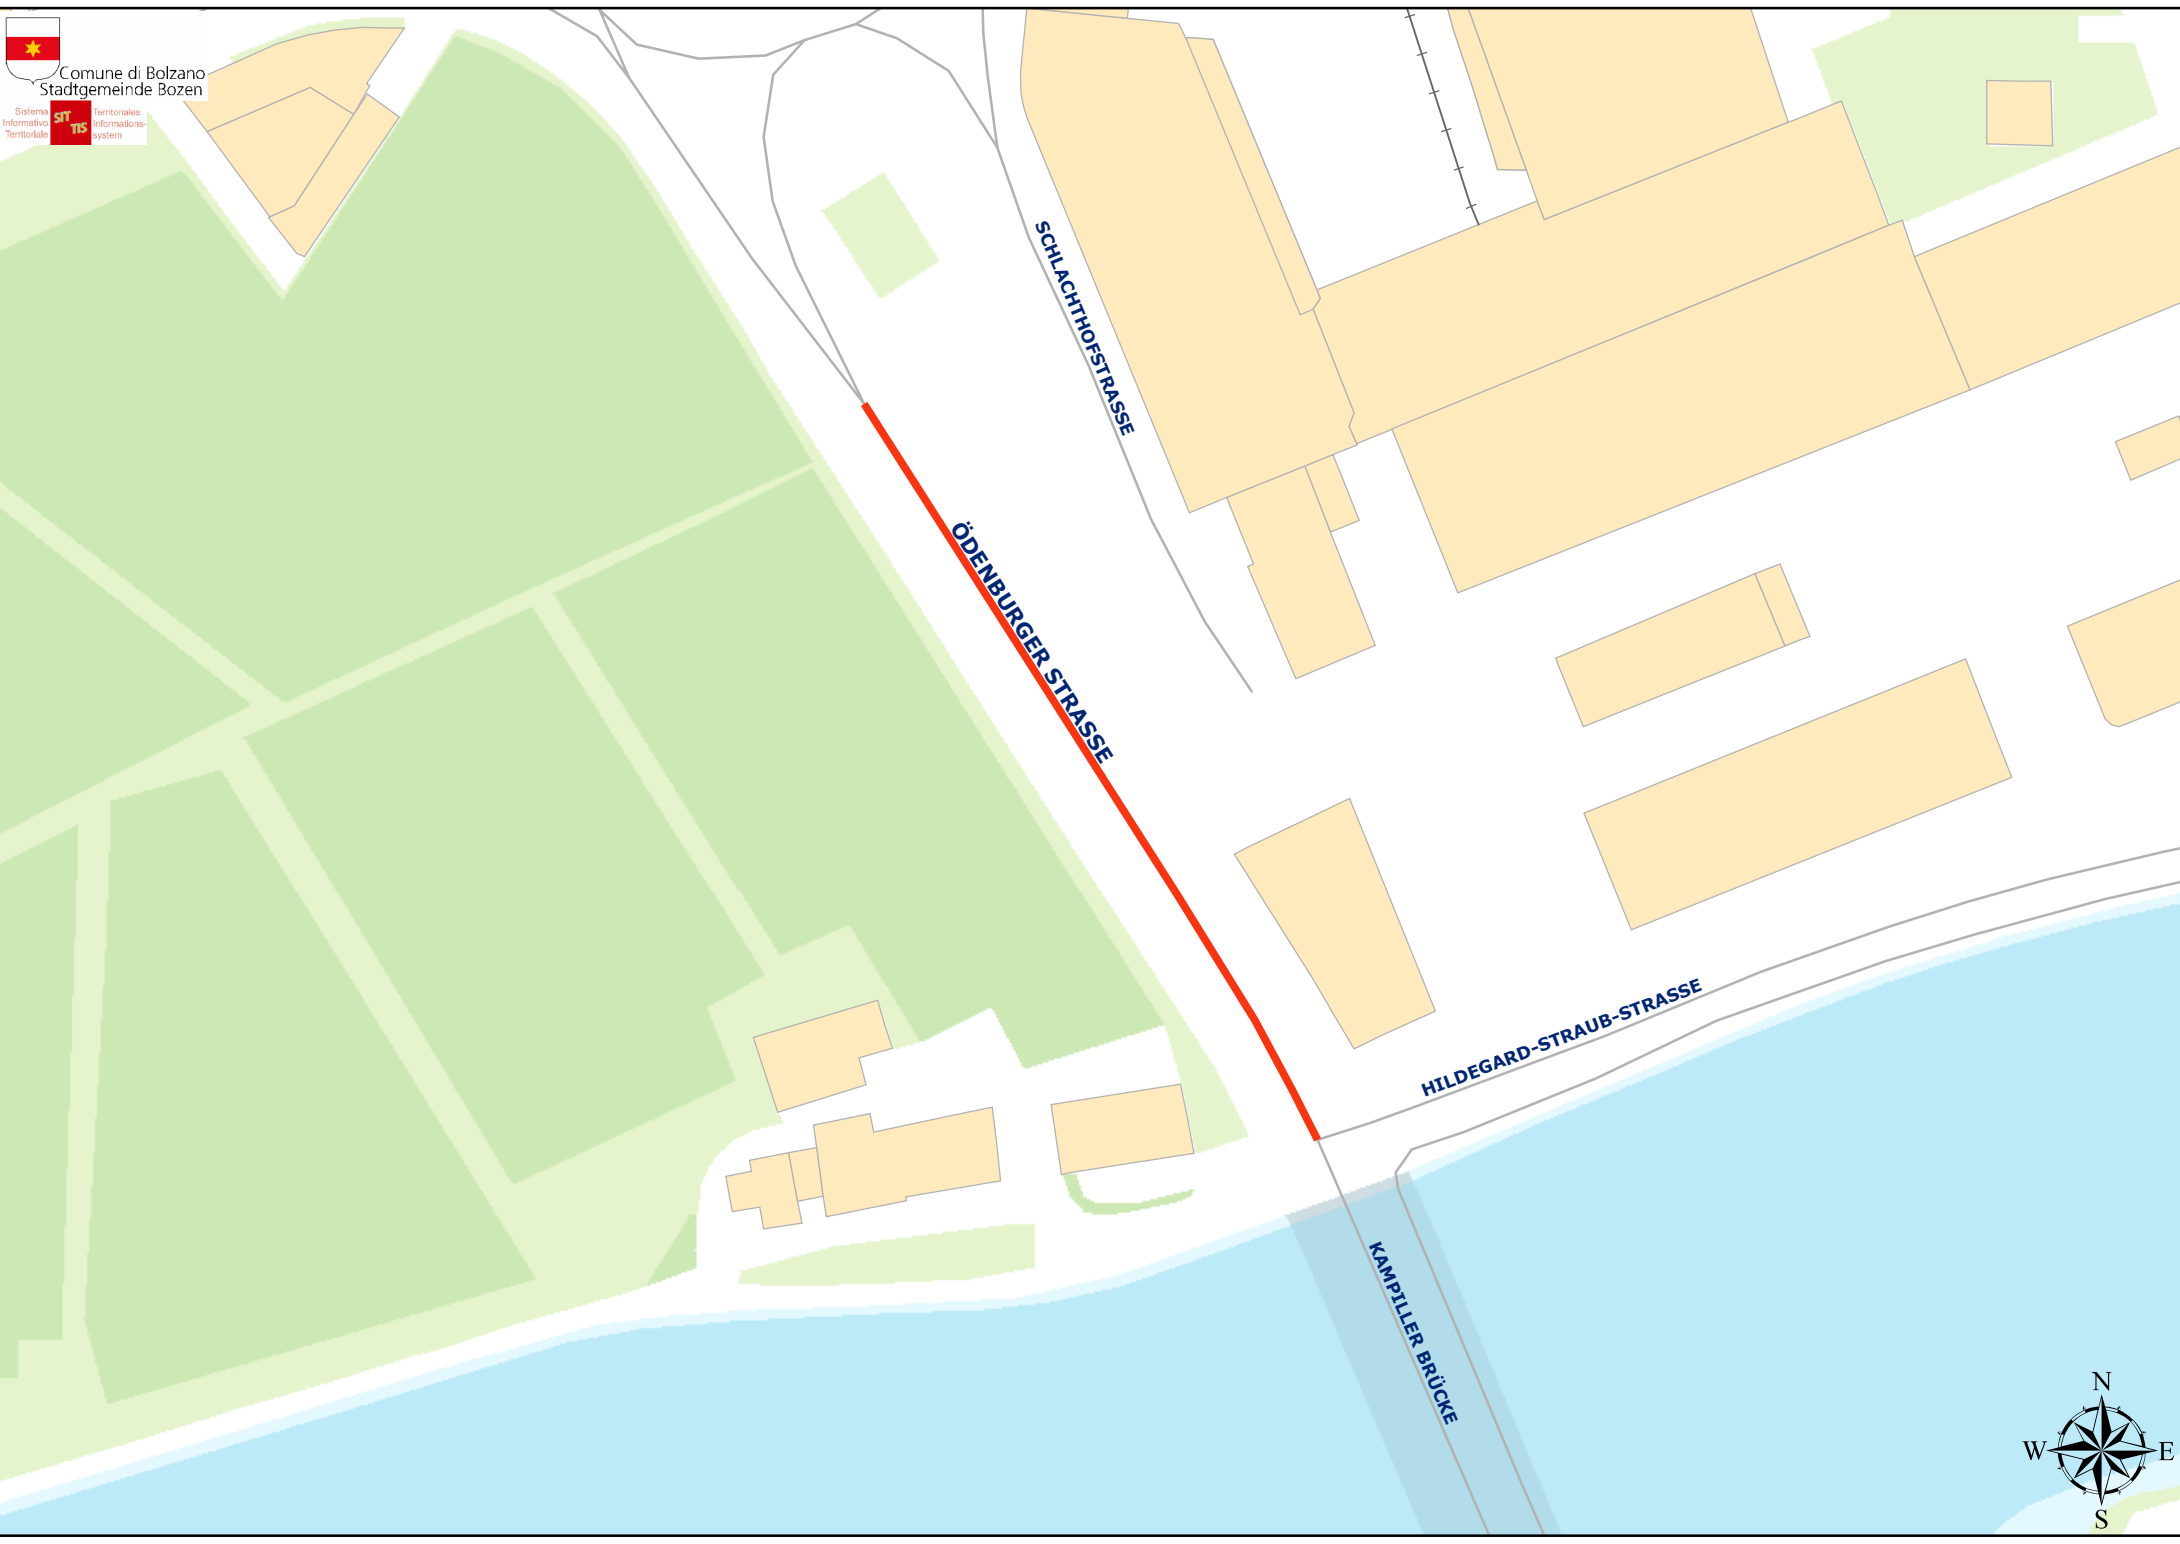 Comune di Bolzano
Stadtgemeinde Bozen
Sistema
Informativo
Territoriale
SIT
TIS
Territoriales
Informations-
system
SCHLACHTHOFSTRASSE
ÖDENBURGER STRASSE
HILDEGARD-STRAUB-STRASSE
KAMPILLER BRÜCKE
N
W
E
S